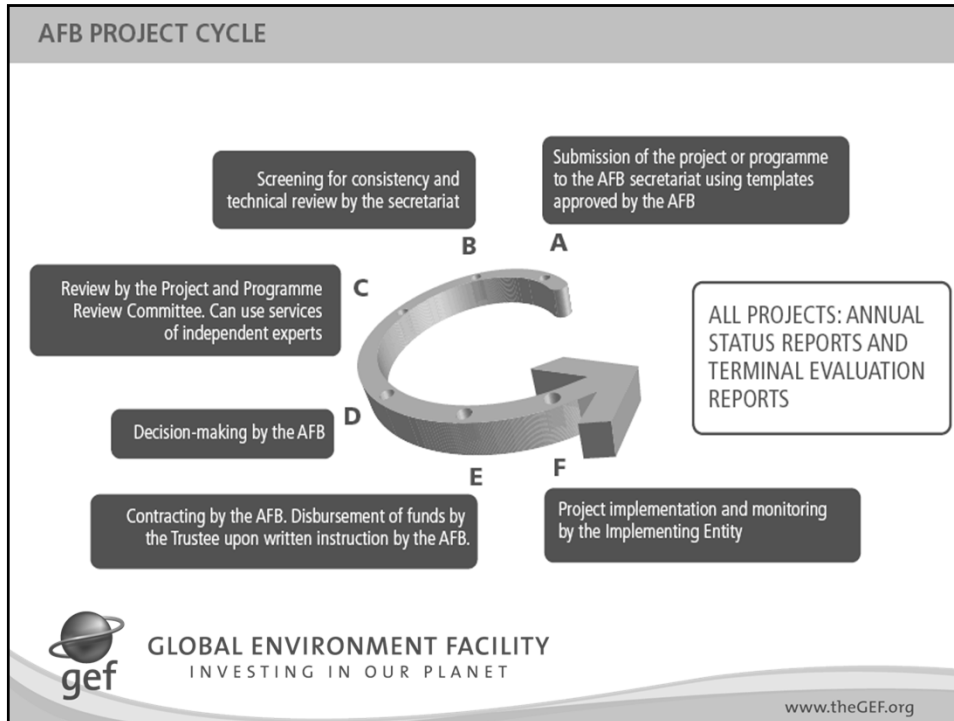 AFB PROJECT CYCLE
Submission of the project or programme
to the AFB secretariat using templates
approved by the AFB
A
Screening for consistency and
technical review by the secretariat
B
Review by the Project and Programme
Review Committee. Can use services
of independent experts
C
Decision-making by the AFB
D
Contracting by the AFB. Disbursement of funds by
the Trustee upon written instruction by the AFB.
E
Project implementation and monitoring
by the Implementing Entity
F
ALL PROJECTS: ANNUAL
STATUS REPORTS AND
TERMINAL EVALUATION
REPORTS
gef
GLOBAL ENVIRONMENT FACILITY
INVESTING IN OUR PLANET
www.theGEF.org